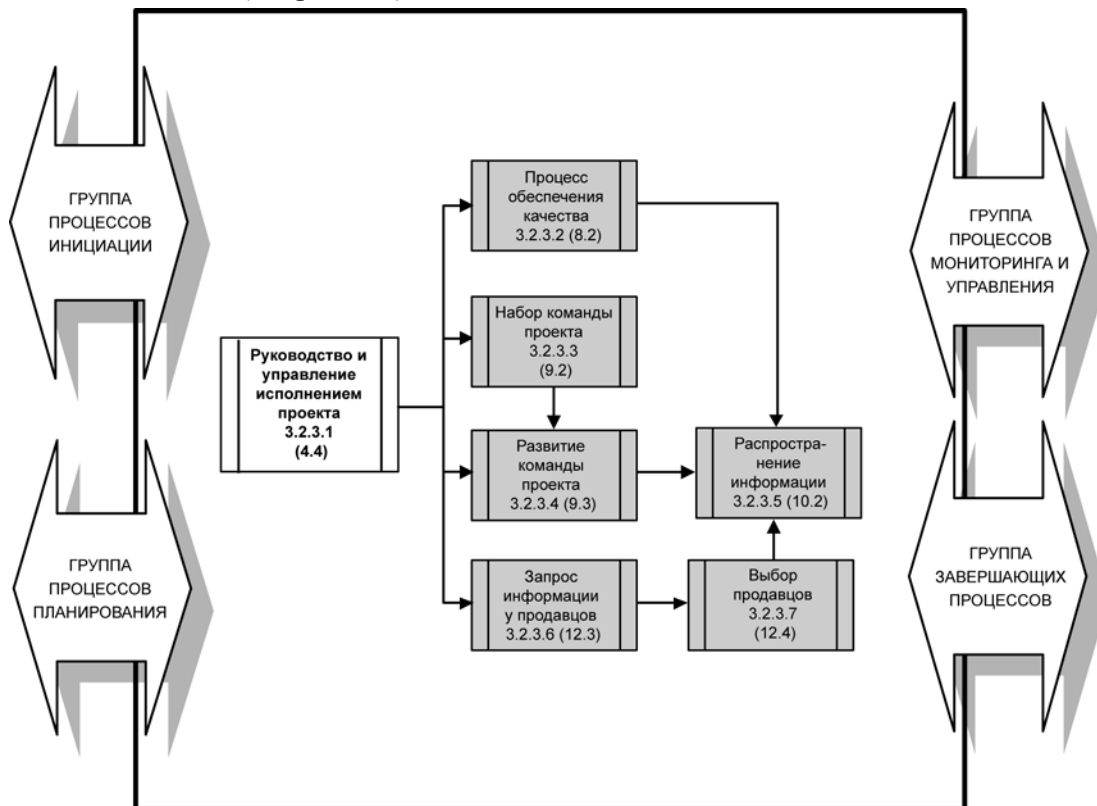 ГРУППА
ПРОЦЕССОВ
ИНИЦИАЦИИ
ГРУППА
ПРОЦЕССОВ
ПЛАНИРОВАНИЯ
Руководство и
управление
исполнением
проекта
3.2.3.1
(4.4)
Процесс
обеспечения
качества
3.2.3.2 (8.2)
Набор команды
проекта
3.2.3.3
(9.2)
Развитие
команды
проекта
3.2.3.4 (9.3)
Запрос
информации
у продавцов
3.2.3.6 (12.3)
Распростра-
нение
информации
3.2.3.5 (10.2)
Выбор
продавцов
3.2.3.7
(12.4)
ГРУППА
ПРОЦЕССОВ
МОНИТОРИНГА И
УПРАВЛЕНИЯ
ГРУППА
ЗАВЕРШАЮЩИХ
ПРОЦЕССОВ